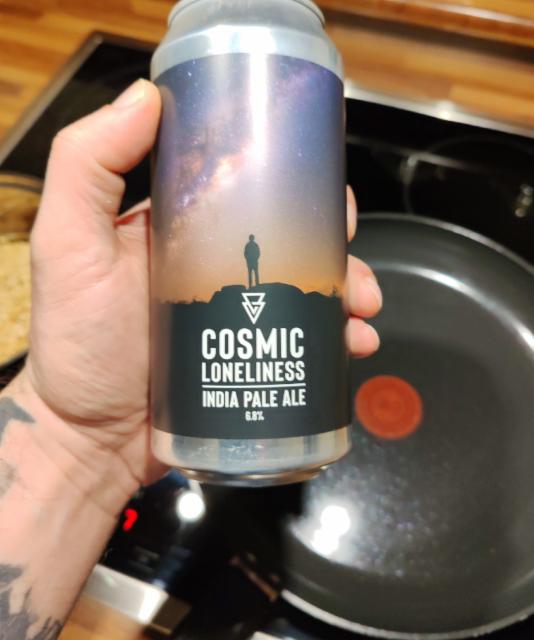 COSMIC
LONELINESS
INDIA PALE ALE
6.8%